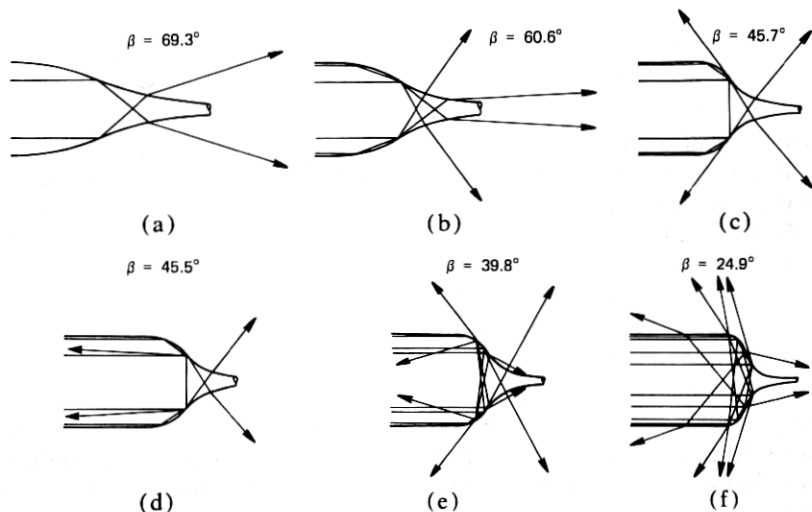 β = 69.3°
β = 60.6°
β = 45.7°
(a)
(b)
(c)
β = 45.5°
β = 39.8°
β = 24.9°
(d)
(e)
(f)